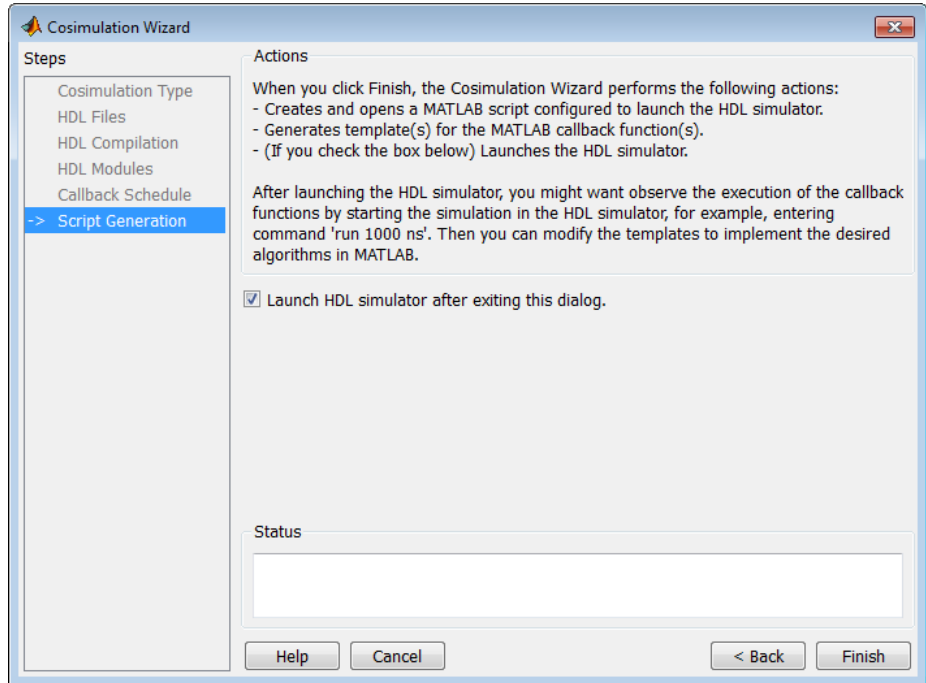 Cosimulation Wizard
Steps
Cosimulation Type
HDL Files
HDL Compilation
HDL Modules
Callback Schedule
-> Script Generation
Actions
When you click Finish, the Cosimulation Wizard performs the following actions:
- Creates and opens a MATLAB script configured to launch the HDL simulator.
- Generates template(s) for the MATLAB callback function(s).
- (If you check the box below) Launches the HDL simulator.
After launching the HDL simulator, you might want observe the execution of the callback
functions by starting the simulation in the HDL simulator, for example, entering
command 'run 1000 ns'. Then you can modify the templates to implement the desired
algorithms in MATLAB.
Launch HDL simulator after exiting this dialog.
Status
Help Cancel < Back Finish